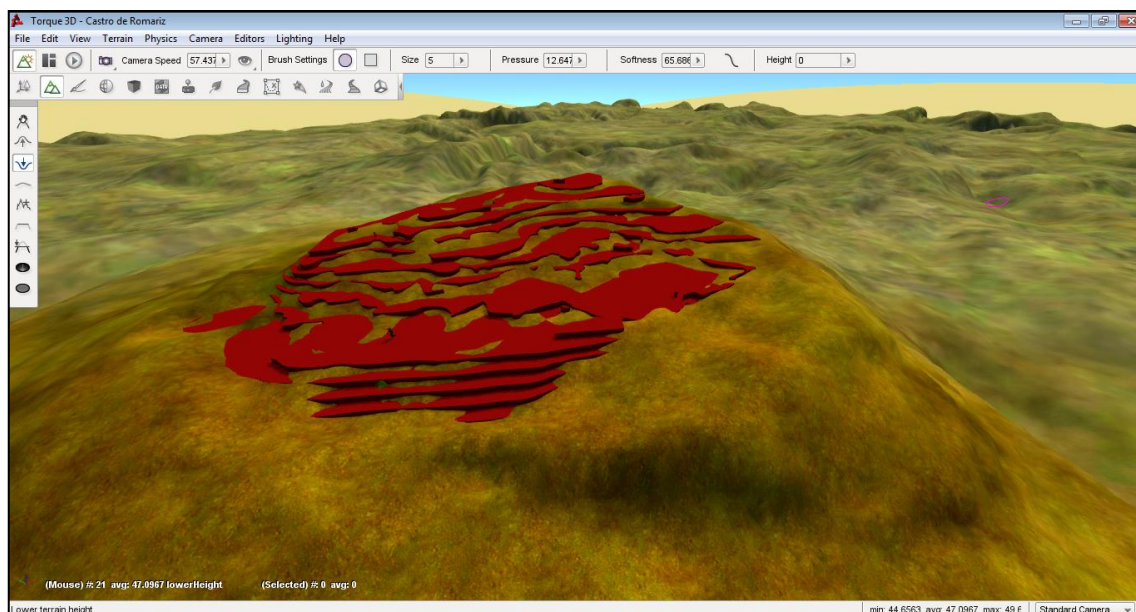 Torque 3D - Castro de Romariz
File Edit View Terrain Physics Camera Editors Lighting Help
Camera Speed 57.437 Brush Settings Size 5 Pressure 12.647 Softness 65.686 Height 0
(Mouse) #: 21 avg: 47.0967 lowerHeight (Selected) #: 0 avg: 0
Lower terrain height min: 44.6563 avg: 47.0967 max: 49.6 Standard Camera